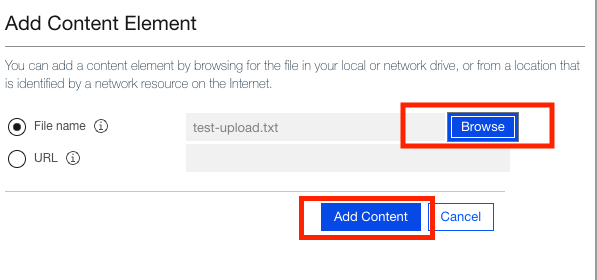 Add Content Element
You can add a content element by browsing for the file in your local or network drive, or from a location that
is identified by a network resource on the Internet.
File name
test-upload.txt
Browse
URL
Add Content
Cancel